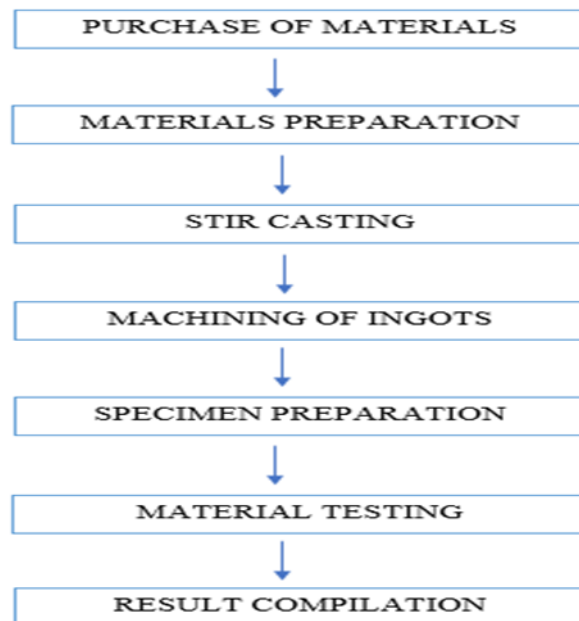 PURCHASE OF MATERIALS
MATERIALS PREPARATION
STIR CASTING
MACHINING OF INGOTS
SPECIMEN PREPARATION
MATERIAL TESTING
RESULT COMPILATION